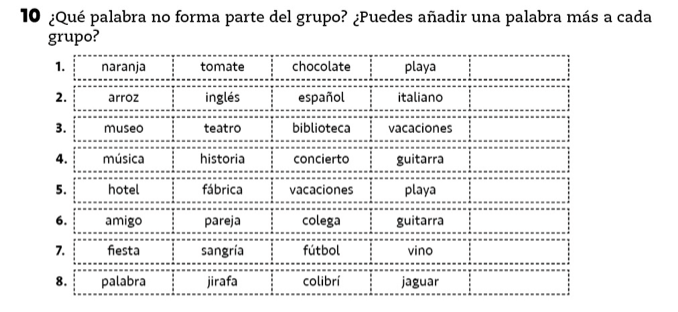 10 ¿Qué palabra no forma parte del grupo? ¿Puedes añadir una palabra más a cada
grupo?
1. naranja tomate chocolate playa
2. arroz inglés español italiano
3. museo teatro biblioteca vacaciones
4. música historia concierto guitarra
5. hotel fábrica vacaciones playa
6. amigo pareja colega guitarra
7. fiesta sangría fútbol vino
8. palabra jirafa colibrí jaguar